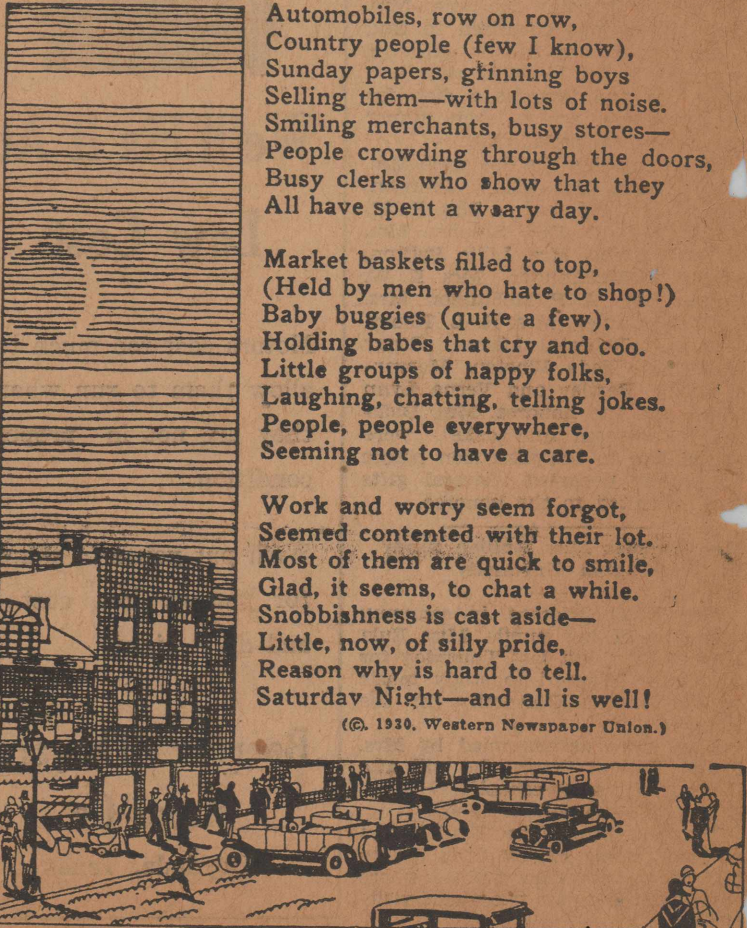 Automobiles, row on row,
Country people (few I know),
Sunday papers, grinning boys
Selling them—with lots of noise.
Smiling merchants, busy stores—
People crowding through the doors,
Busy clerks who show that they
All have spent a weary day.
Market baskets filled to top,
(Held by men who hate to shop!)
Baby buggies (quite a few),
Holding babes that cry and coo.
Little groups of happy folks,
Laughing, chatting, telling jokes.
People, people everywhere,
Seeming not to have a care.
Work and worry seem forgot,
Seemed contented with their lot.
Most of them are quick to smile,
Glad, it seems, to chat a while.
Snobbishness is cast aside—
Little, now, of silly pride,
Reason why is hard to tell.
Saturday Night—and all is well!
(©. 1930, Western Newspaper Union.)